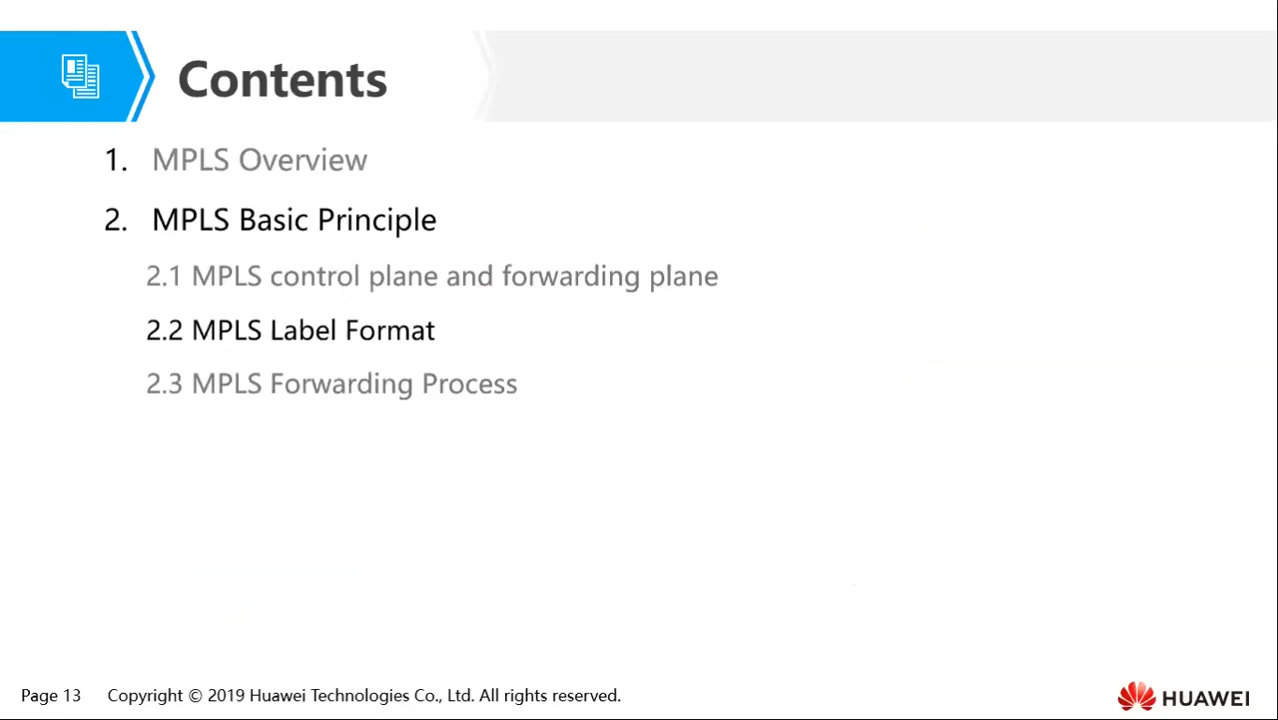 Contents
1. MPLS Overview
2. MPLS Basic Principle
2.1 MPLS control plane and forwarding plane
2.2 MPLS Label Format
2.3 MPLS Forwarding Process
Page 13 Copyright © 2019 Huawei Technologies Co., Ltd. All rights reserved.
HUAWEI